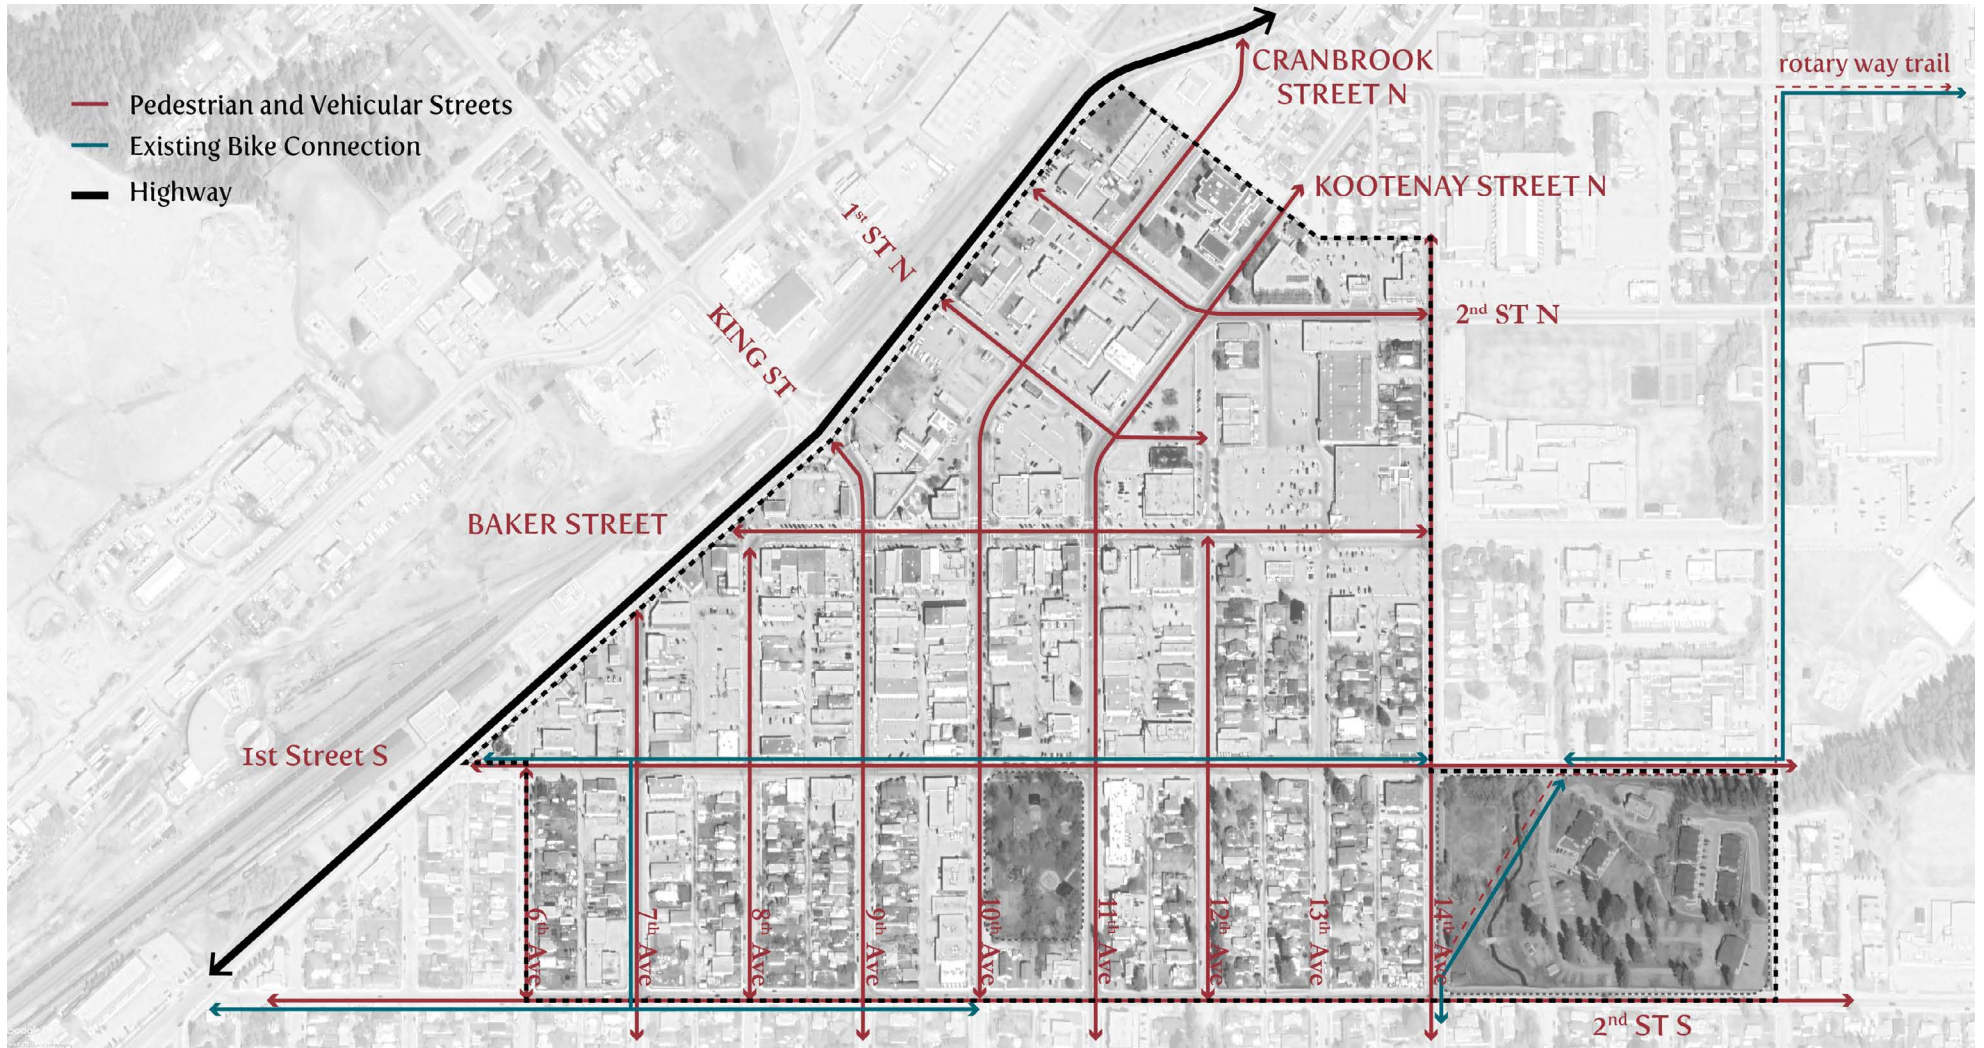 CRANBROOK
STREET N
rotary way trail
Pedestrian and Vehicular Streets
Existing Bike Connection
Highway
KOOTENAY STREET N
1st ST N
2nd ST N
KING ST
BAKER STREET
1st Street S
6th Ave
7th Ave
8th Ave
9th Ave
10th Ave
11th Ave
12th Ave
13th Ave
14th Ave
2nd ST S
Google